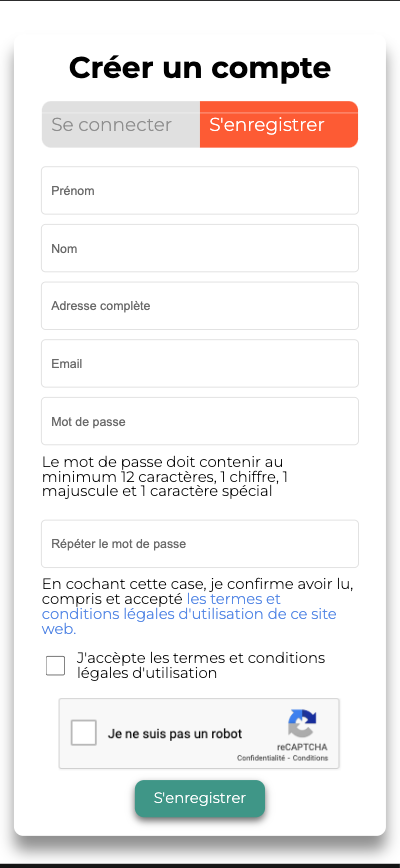 Créer un compte
Se connecter
S'enregistrer
Prénom
Nom
Adresse complète
Email
Mot de passe
Le mot de passe doit contenir au
minimum 12 caractères, 1 chiffre, 1
majuscule et 1 caractère spécial
Répéter le mot de passe
En cochant cette case, je confirme avoir lu,
compris et accepté les termes et
conditions légales d'utilisation de ce site
web.
J'accèpte les termes et conditions
légales d'utilisation
Je ne suis pas un robot
reCAPTCHA
Confidentialité - Conditions
S'enregistrer